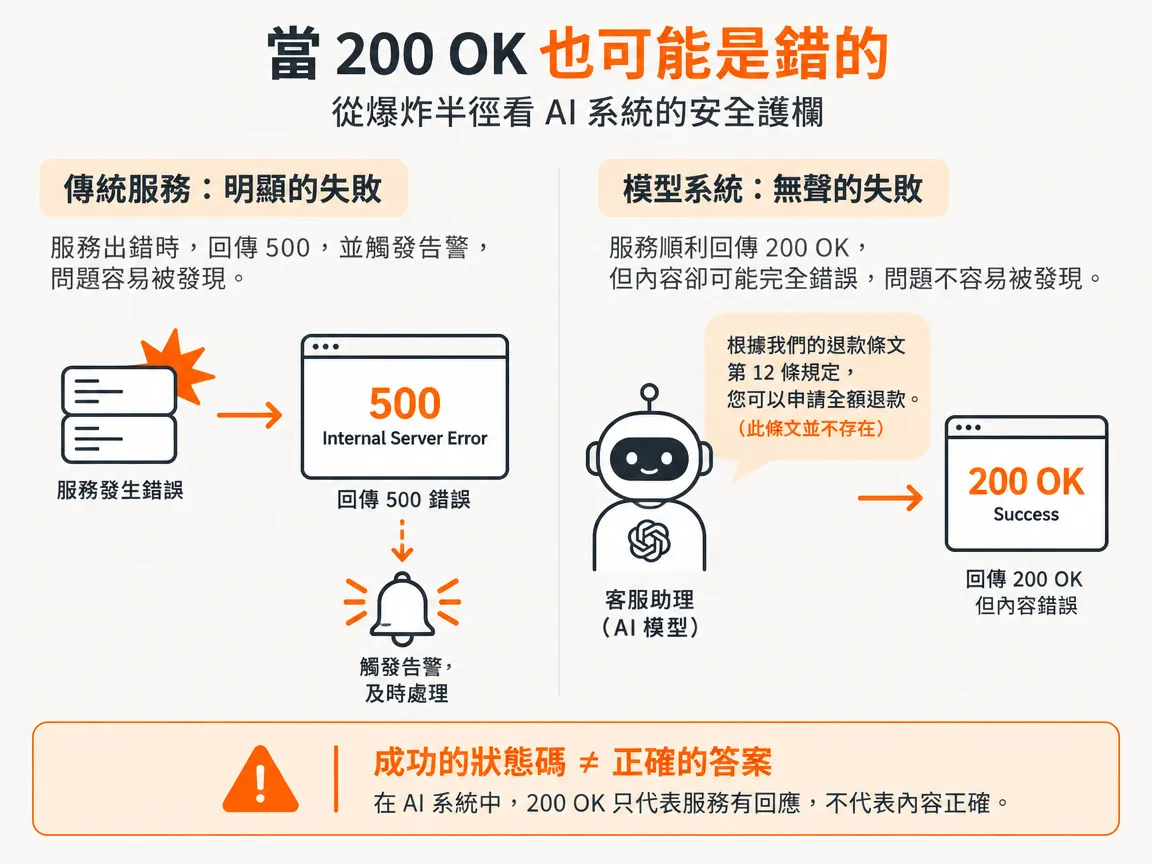 當 200 OK 也可能是錯的
從爆炸半徑看 AI 系統的安全護欄
傳統服務：明顯的失敗
服務出錯時，回傳 500，並觸發告警，
問題容易被發現。
服務發生錯誤
500
Internal Server Error
回傳 500 錯誤
觸發告警，
及時處理
模型系統：無聲的失敗
服務順利回傳 200 OK，
但內容卻可能完全錯誤，問題不容易被發現。
根據我們的退款條文
第 12 條規定，
您可以申請全額退款。
（此條文並不存在）
客服助理
（AI 模型）
200 OK
Success
回傳 200 OK
但內容錯誤
成功的狀態碼 ≠ 正確的答案
在 AI 系統中，200 OK 只代表服務有回應，不代表內容正確。